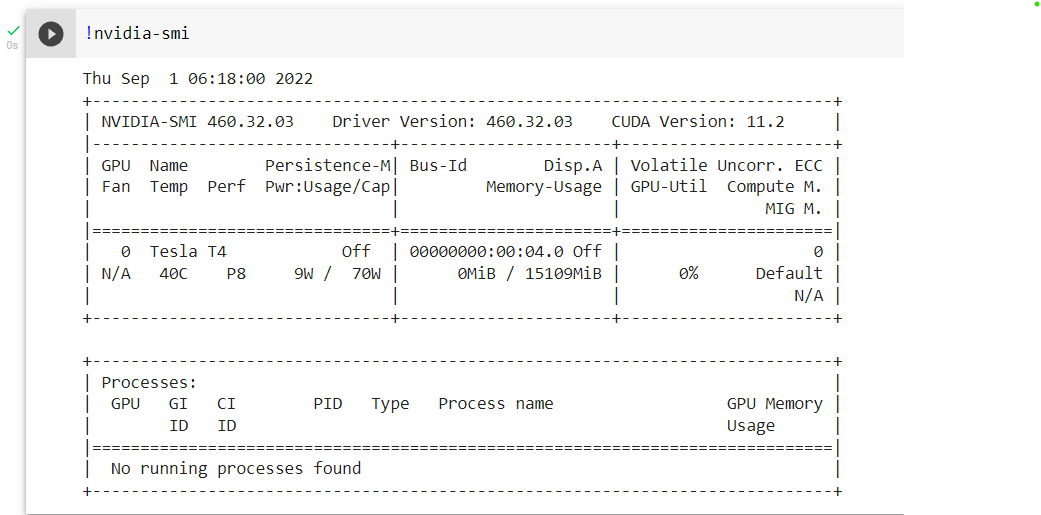 0s
!nvidia-smi
Thu Sep  1 06:18:00 2022
+-----------------------------------------------------------------------------+
| NVIDIA-SMI 460.32.03    Driver Version: 460.32.03    CUDA Version: 11.2     |
|-------------------------------+----------------------+----------------------+
| GPU  Name        Persistence-M| Bus-Id        Disp.A | Volatile Uncorr. ECC |
| Fan  Temp  Perf  Pwr:Usage/Cap|         Memory-Usage | GPU-Util  Compute M. |
|                               |                      |               MIG M. |
|===============================+======================+======================|
|   0  Tesla T4            Off  | 00000000:00:04.0 Off |                    0 |
| N/A   40C    P8     9W /  70W |      0MiB / 15109MiB |      0%      Default |
|                               |                      |                  N/A |
+-------------------------------+----------------------+----------------------+

+-----------------------------------------------------------------------------+
| Processes:                                                                  |
|  GPU   GI   CI        PID   Type   Process name                  GPU Memory |
|        ID   ID                                                   Usage      |
|=============================================================================|
|  No running processes found                                                 |
+-----------------------------------------------------------------------------+